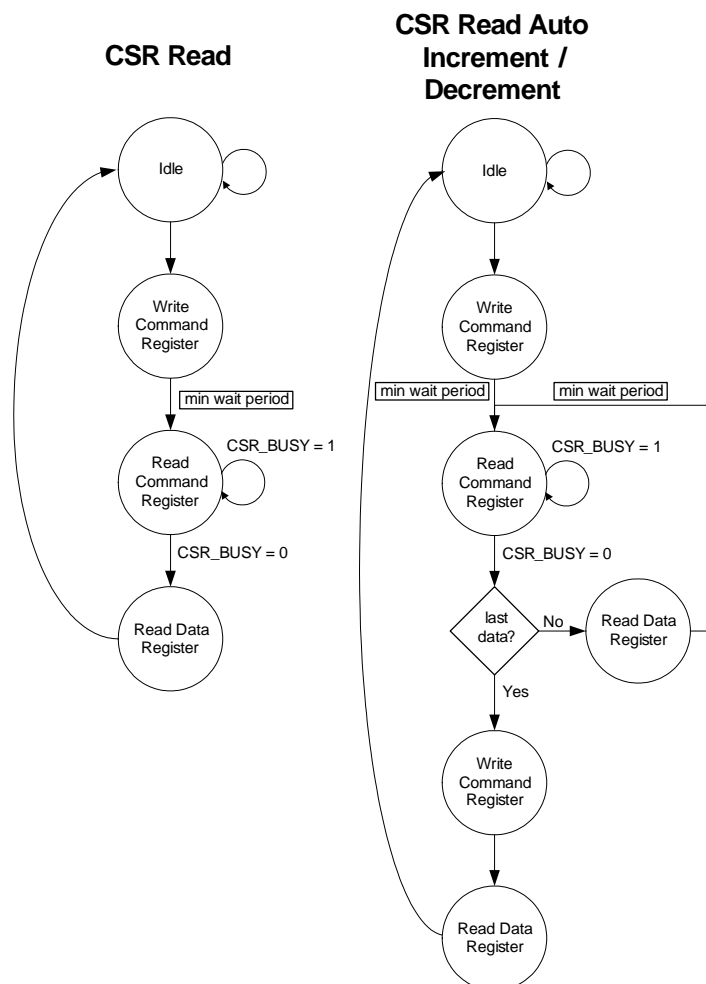 CSR Read
Idle
Write
Command
Register
min wait period
Read
Command
Register
CSR_BUSY = 1
CSR_BUSY = 0
Read Data
Register
CSR Read Auto
Increment /
Decrement
Idle
Write
Command
Register
min wait period
min wait period
Read
Command
Register
CSR_BUSY = 1
CSR_BUSY = 0
last
data?
No
Read Data
Register
Yes
Write
Command
Register
Read Data
Register